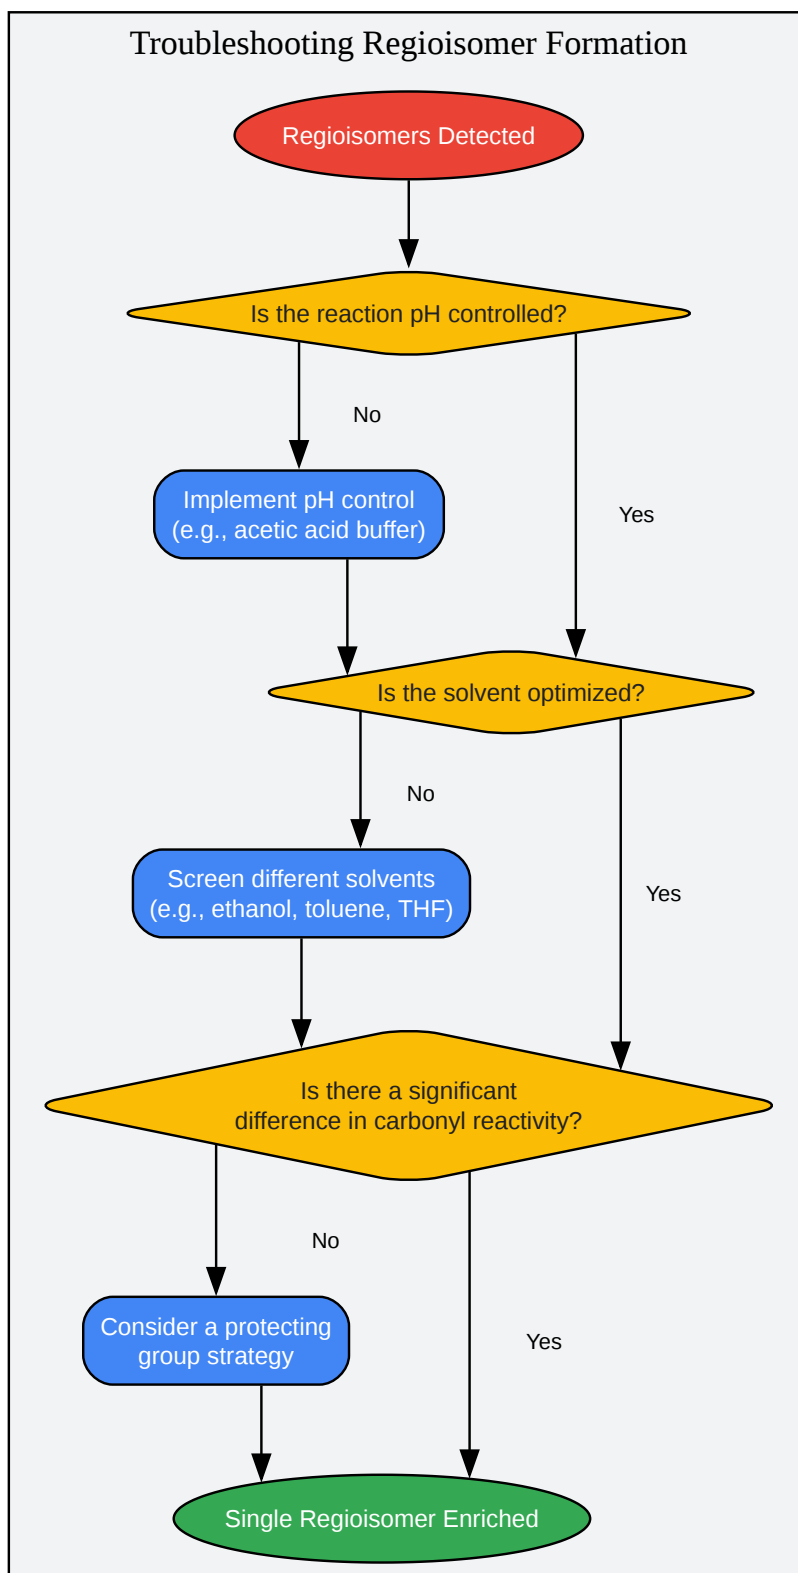 Troubleshooting Regioisomer Formation
Regioisomers Detected
Is the reaction pH controlled?
No
Implement pH control
(e.g., acetic acid buffer)
Yes
Is the solvent optimized?
No
Screen different solvents
(e.g., ethanol, toluene, THF)
Yes
Is there a significant
difference in carbonyl reactivity?
No
Consider a protecting
group strategy
Yes
Single Regioisomer Enriched